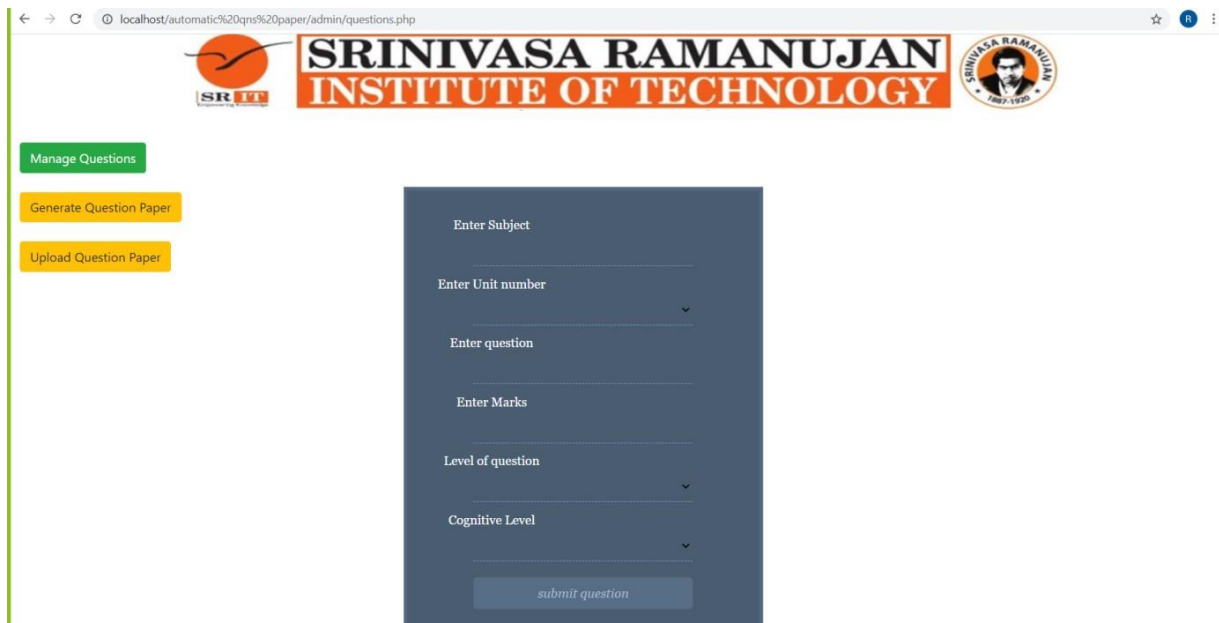 localhost/automatic%20qns%20paper/admin/questions.php
R
SRINIVASA RAMANUJAN
INSTITUTE OF TECHNOLOGY
SR IT
SRINIVASA RAMANUJAN
1887-1920
Manage Questions
Generate Question Paper
Upload Question Paper
Enter Subject
Enter Unit number
Enter question
Enter Marks
Level of question
Cognitive Level
submit question